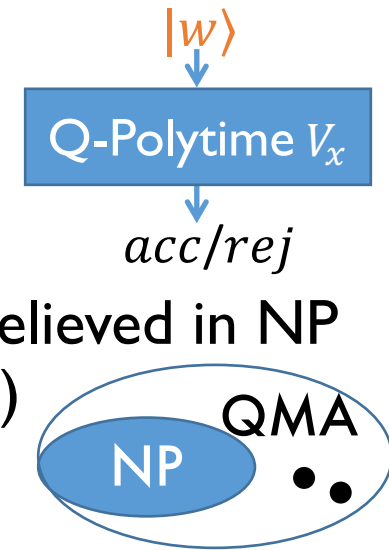 |w⟩
Q-Polytime Vₓ
acc/rej
elieved in NP
)
QMA
NP